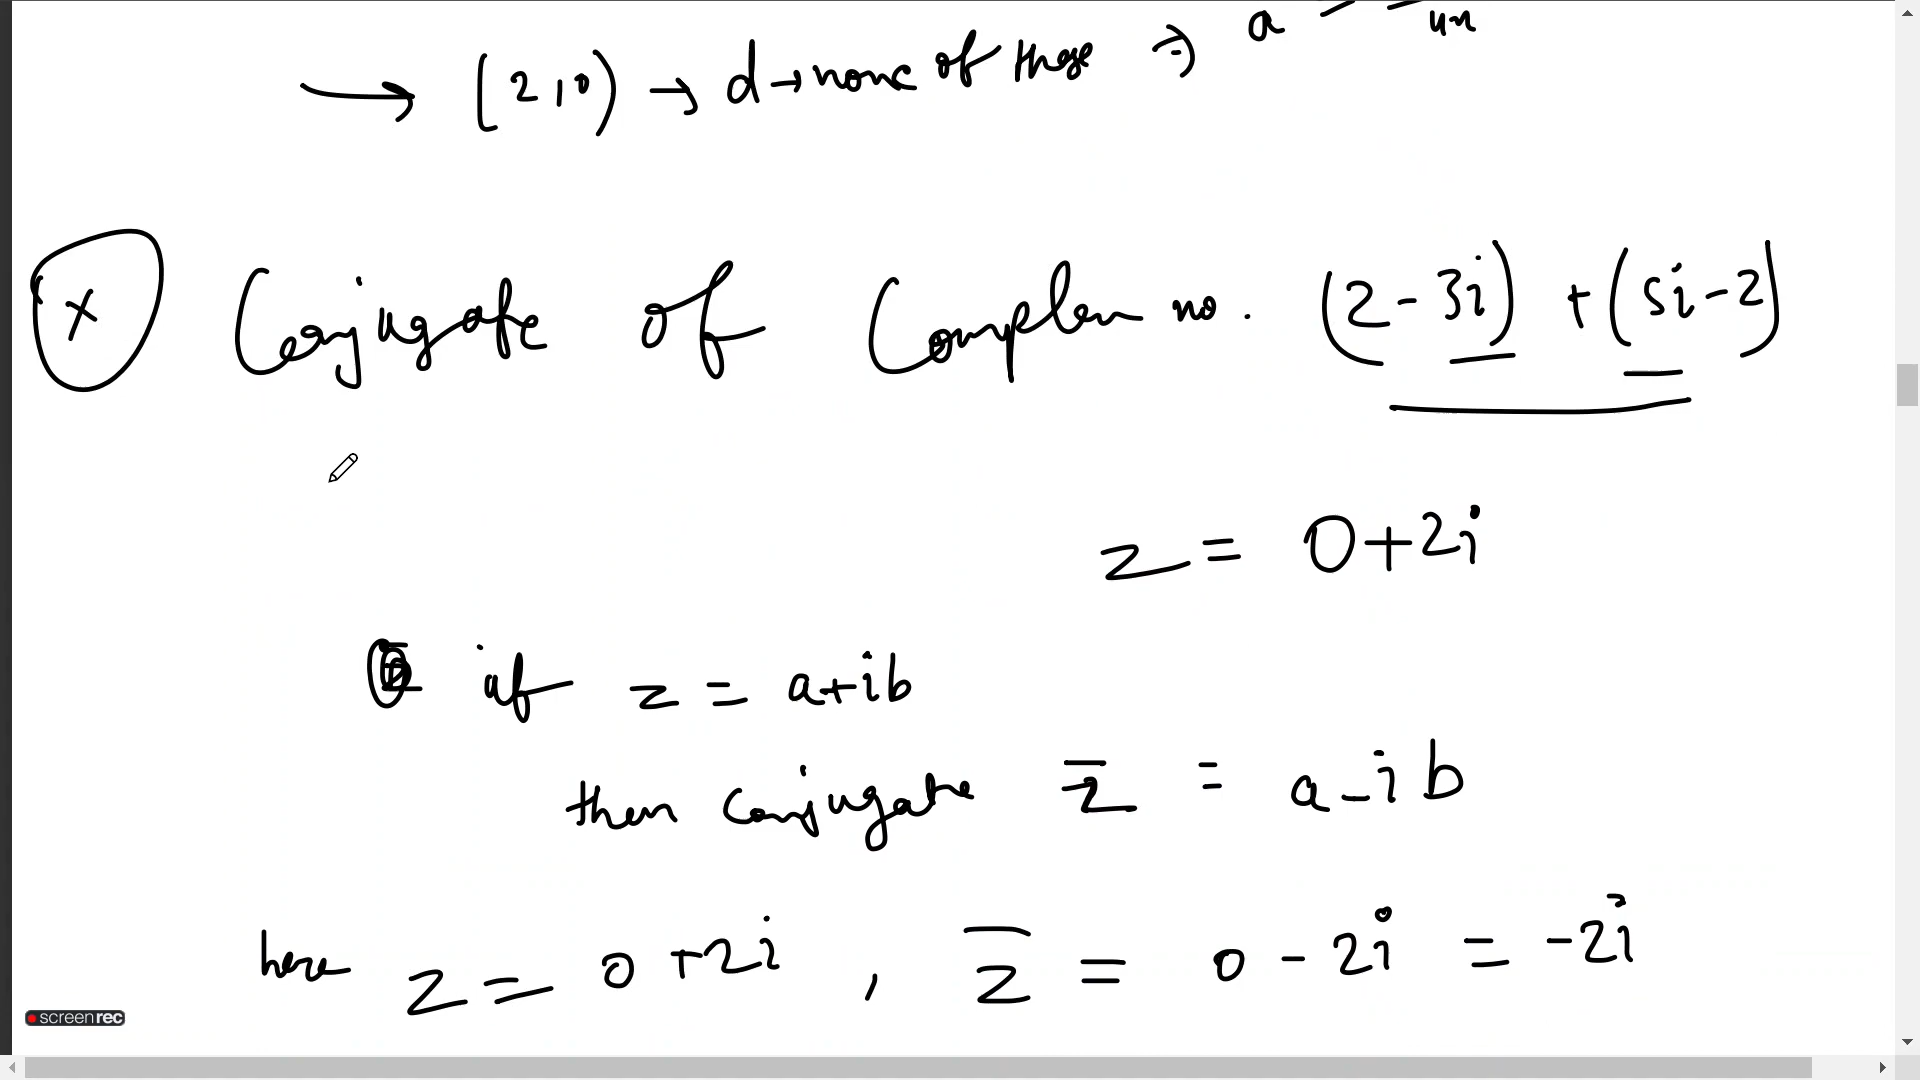 a =
4x
→ (2,0) → d → none of these ⇒
x Conjugate of Complex no. (2-3i) + (5i-2)
z = 0+2i
if z = a+ib
then conjugate z̅ = a-ib
here z = 0+2i , z̅ = 0-2i = -2i
screenrec